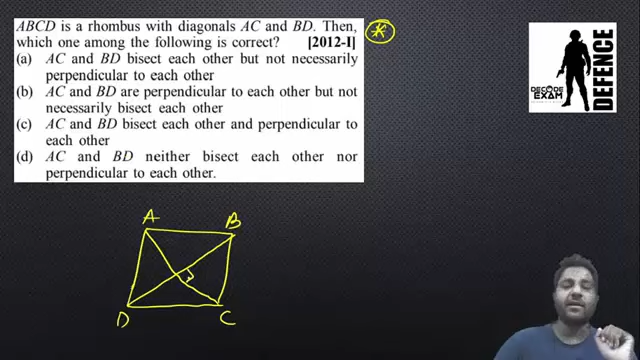 ABCD is a rhombus with diagonals AC and BD. Then,
which one among the following is correct? [2012-I]
(a) AC and BD bisect each other but not necessarily
perpendicular to each other
(b) AC and BD are perpendicular to each other but not
necessarily bisect each other
(c) AC and BD bisect each other and perpendicular to
each other
(d) AC and BD neither bisect each other nor
perpendicular to each other.
DECODE
EXAM
DEFENCE
A
B
D
C